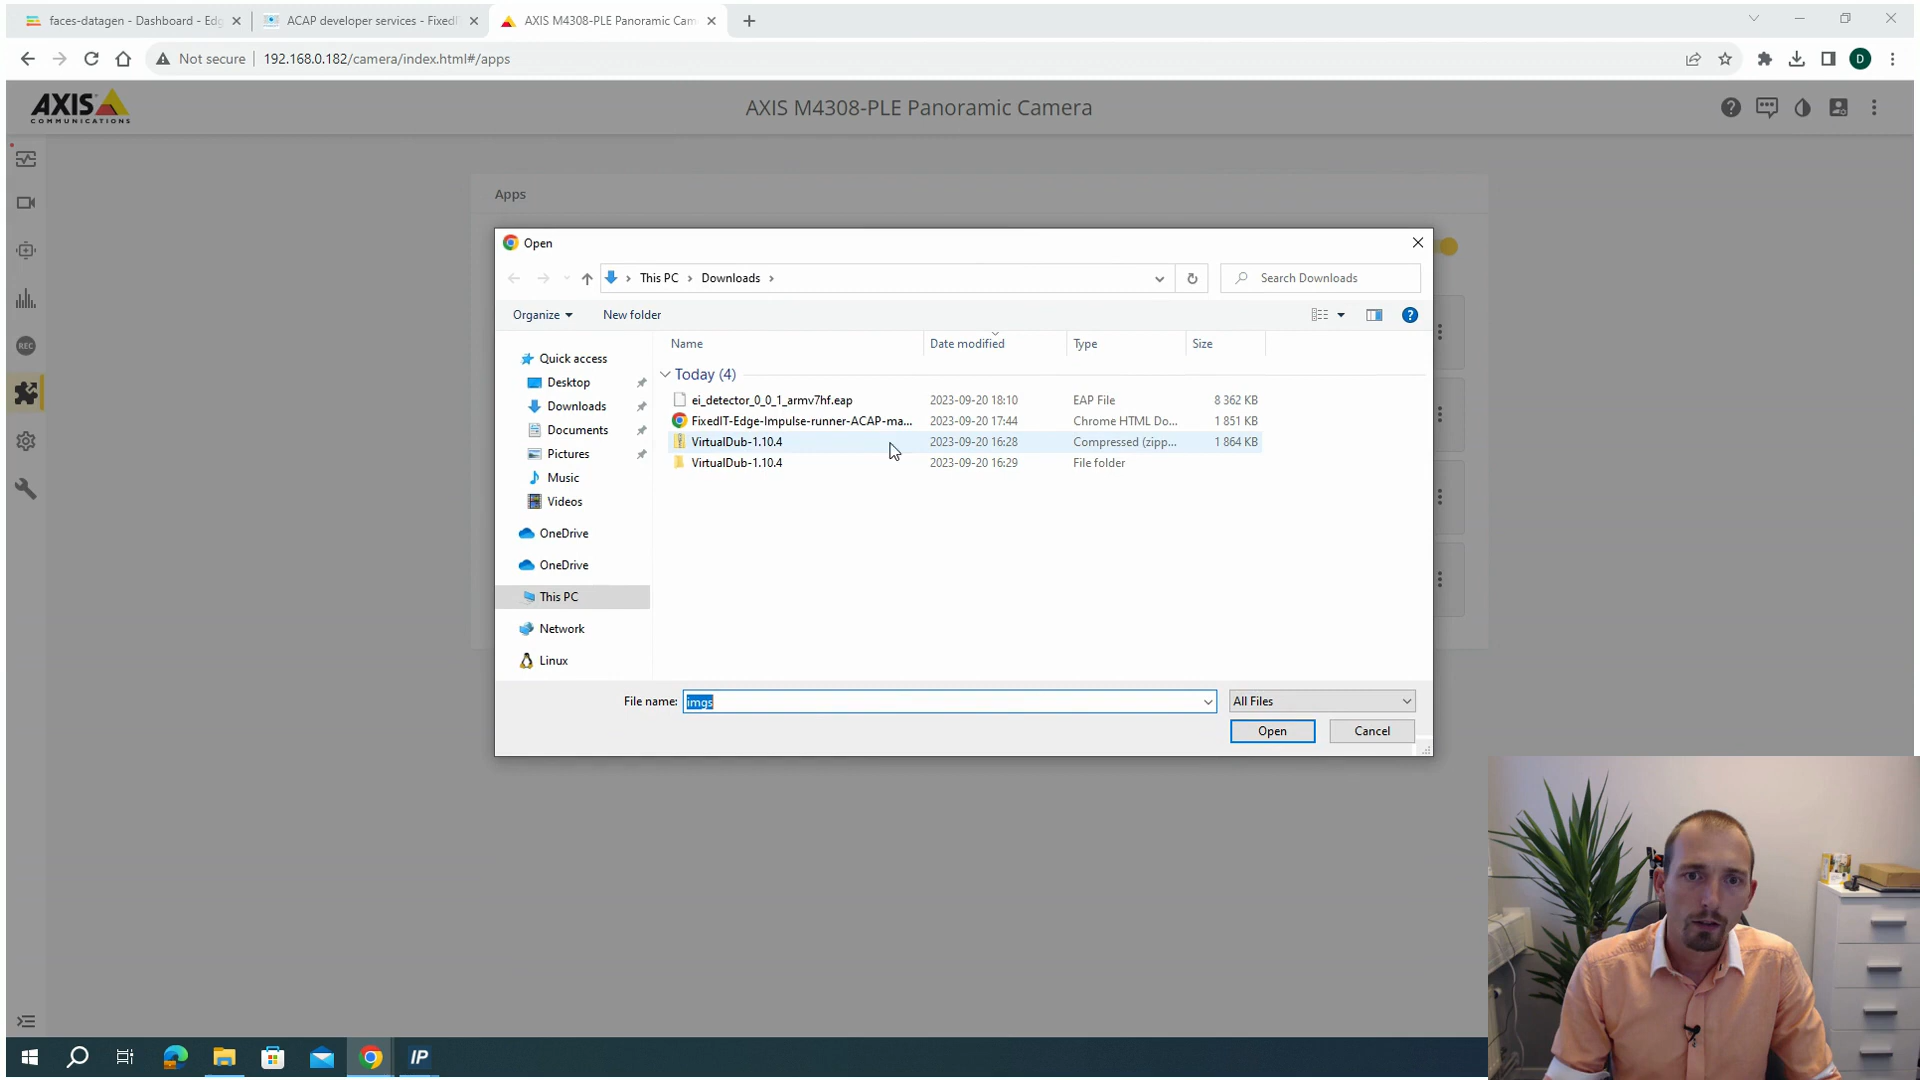 faces-datagen - Dashboard - Edg
ACAP developer services - FixedI
AXIS M4308-PLE Panoramic Cam
Not secure
192.168.0.182/camera/index.html#/apps
D
AXIS
COMMUNICATIONS
AXIS M4308-PLE Panoramic Camera
Apps
REC
Open
This PC
Downloads
Search Downloads
Organize
New folder
Name
Date modified
Type
Size
Quick access
Desktop
Downloads
Documents
Pictures
Music
Videos
OneDrive
OneDrive
This PC
Network
Linux
Today (4)
ei_detector_0_0_1_armv7hf.eap 2023-09-20 18:10 EAP File 8 362 KB
FixedIT-Edge-Impulse-runner-ACAP-ma... 2023-09-20 17:44 Chrome HTML Do... 1 851 KB
VirtualDub-1.10.4 2023-09-20 16:28 Compressed (zipp... 1 864 KB
VirtualDub-1.10.4 2023-09-20 16:29 File folder
File name:
imgs
All Files
Open
Cancel
IP